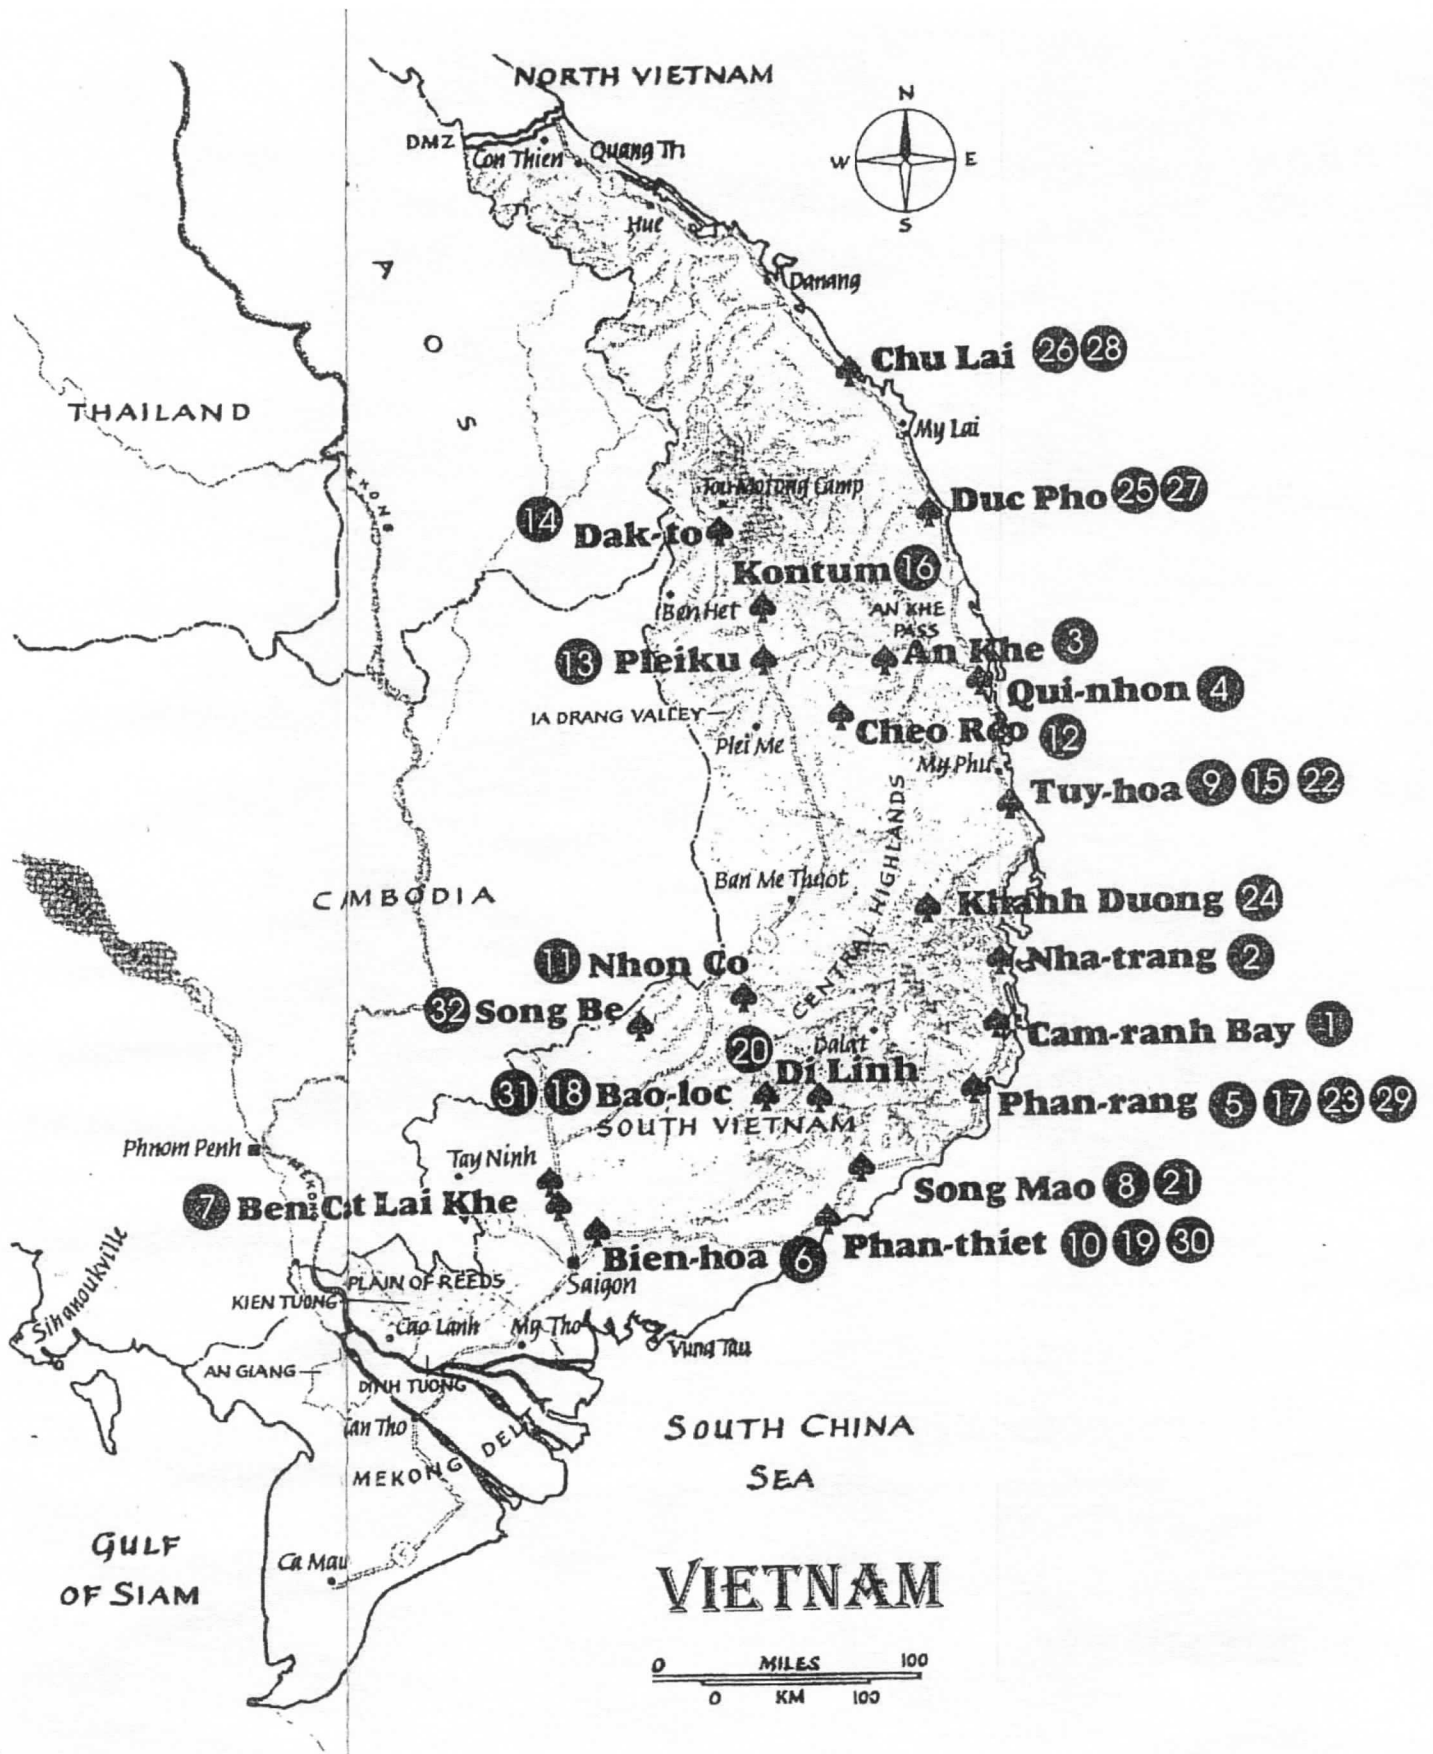 NORTH VIETNAM
N
W E
S
DMZ
Con Thien
Quang Tri
1
Hue
Danang
A
O
S
THAILAND
Chu Lai 26 28
My Lai
Duc Pho 25 27
14 Dak-to
Kontum 16
Ben Het
AN KHE
PASS
An Khe 3
13 Pleiku
Qui-nhon 4
IA DRANG VALLEY
Plei Me
Cheo Reo 12
My Phu
Tuy-hoa 9 15 22
CENTRAL HIGHLANDS
Ban Me Thuot
CAMBODIA
Khanh Duong 24
11 Nhon Co
Nha-trang 2
32 Song Be
Cam-ranh Bay 1
20
Dalat
Di Linh
31 18 Bao-loc
Phan-rang 5 17 23 29
SOUTH VIETNAM
Phnom Penh
Tay Ninh
Song Mao 8 21
7 Ben Cat Lai Khe
Bien-hoa 6
Phan-thiet 10 19 30
Sihanoukville
PLAIN OF REEDS
Saigon
KIEN TUONG
Cao Lanh
My Tho
Vung Tau
AN GIANG
DINH TUONG
Can Tho
MEKONG DELTA
SOUTH CHINA
SEA
GULF
OF SIAM
Ca Mau
4
VIETNAM
0 MILES 100
0 KM 100